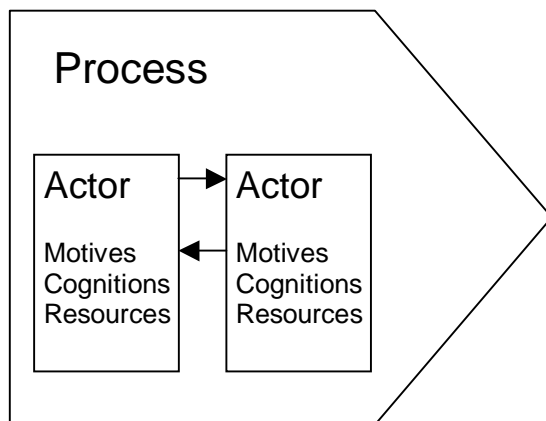 Process
Actor
Motives
Cognitions
Resources
Actor
Motives
Cognitions
Resources